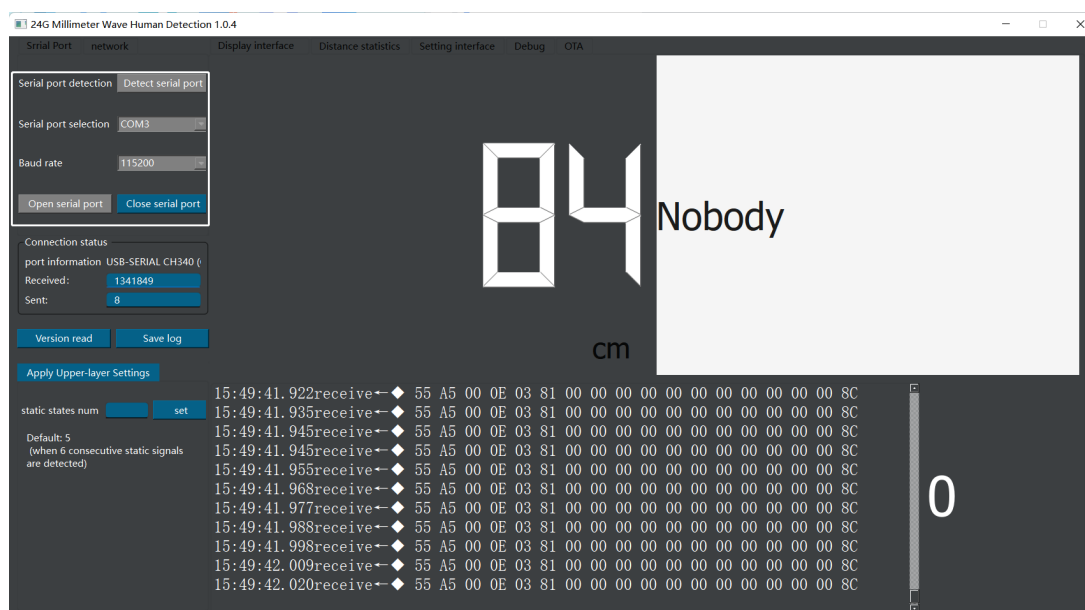 24G Millimeter Wave Human Detection 1.0.4
Srrial Port network Display interface Distance statistics Setting interface Debug OTA
Serial port detection Detect serial port
Serial port selection COM3
Baud rate 115200
Open serial port Close serial port
Connection status
port information USB-SERIAL CH340 (
Received: 1341849
Sent: 8
Version read Save log
Apply Upper-layer Settings
static states num set
Default: 5
(when 6 consecutive static signals
are detected)
84
cm
Nobody
15:49:41.922receive←◆ 55 A5 00 0E 03 81 00 00 00 00 00 00 00 00 00 00 00 8C
15:49:41.935receive←◆ 55 A5 00 0E 03 81 00 00 00 00 00 00 00 00 00 00 00 8C
15:49:41.945receive←◆ 55 A5 00 0E 03 81 00 00 00 00 00 00 00 00 00 00 00 8C
15:49:41.945receive←◆ 55 A5 00 0E 03 81 00 00 00 00 00 00 00 00 00 00 00 8C
15:49:41.955receive←◆ 55 A5 00 0E 03 81 00 00 00 00 00 00 00 00 00 00 00 8C
15:49:41.968receive←◆ 55 A5 00 0E 03 81 00 00 00 00 00 00 00 00 00 00 00 8C
15:49:41.977receive←◆ 55 A5 00 0E 03 81 00 00 00 00 00 00 00 00 00 00 00 8C
15:49:41.988receive←◆ 55 A5 00 0E 03 81 00 00 00 00 00 00 00 00 00 00 00 8C
15:49:41.998receive←◆ 55 A5 00 0E 03 81 00 00 00 00 00 00 00 00 00 00 00 8C
15:49:42.009receive←◆ 55 A5 00 0E 03 81 00 00 00 00 00 00 00 00 00 00 00 8C
15:49:42.020receive←◆ 55 A5 00 0E 03 81 00 00 00 00 00 00 00 00 00 00 00 8C
0